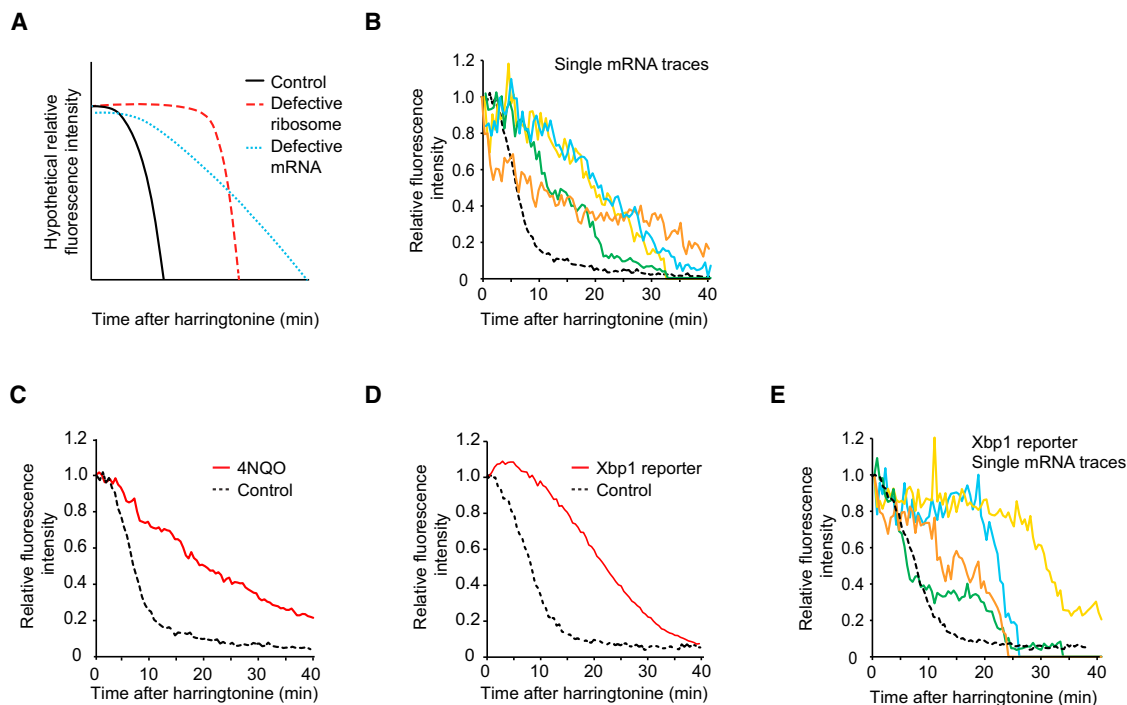 A
Hypothetical relative
fluorescence intensity
Control
Defective
ribosome
Defective
mRNA
Time after harringtonine (min)
B
Single mRNA traces
Relative fluorescence
intensity
1.2
1.0
0.8
0.6
0.4
0.2
0
0
10
20
30
40
Time after harringtonine (min)
C
Relative fluorescence
intensity
1.2
1.0
0.8
0.6
0.4
0.2
0
4NQO
Control
0
10
20
30
40
Time after harringtonine (min)
D
Relative fluorescence
intensity
1.2
1.0
0.8
0.6
0.4
0.2
0
Xbp1 reporter
Control
0
10
20
30
40
Time after harringtonine (min)
E
Relative fluorescence
intensity
1.2
1.0
0.8
0.6
0.4
0.2
0
Xbp1 reporter
Single mRNA traces
0
10
20
30
40
Time after harringtonine (min)